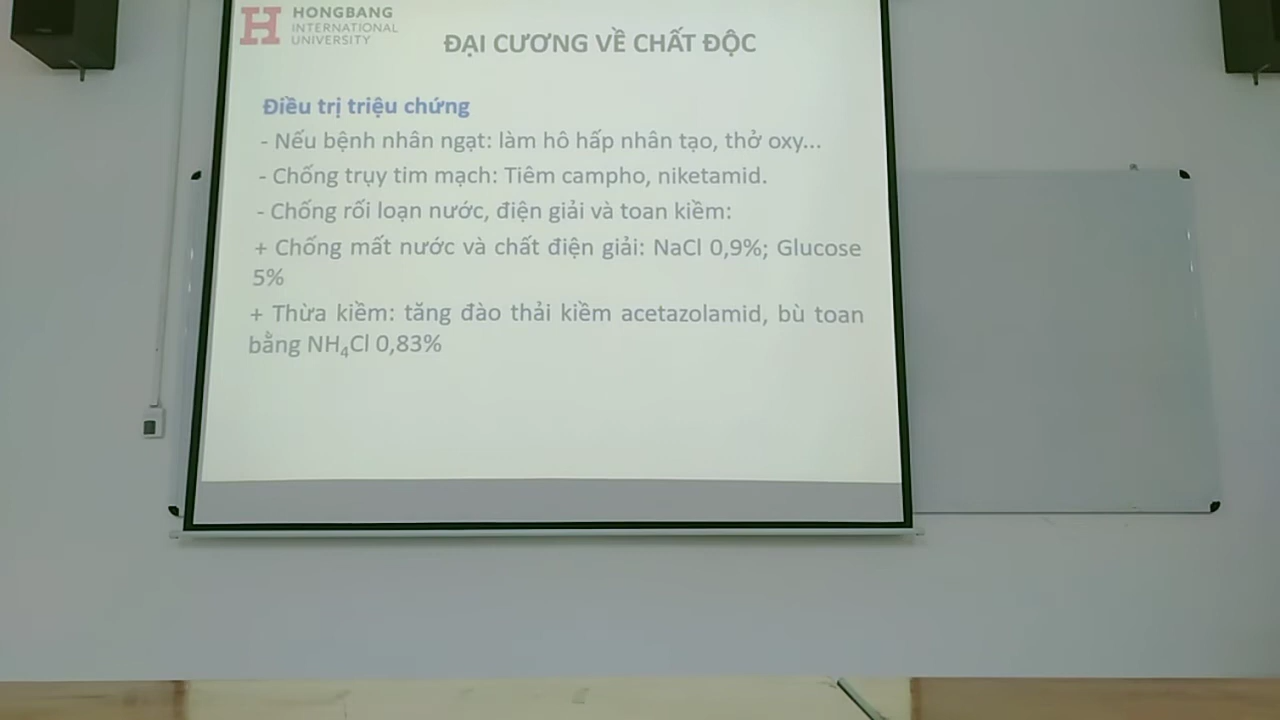 HONGBANG
INTERNATIONAL
UNIVERSITY
ĐẠI CƯƠNG VỀ CHẤT ĐỘC
Điều trị triệu chứng
- Nếu bệnh nhân ngạt: làm hô hấp nhân tạo, thở oxy...
- Chống trụy tim mạch: Tiêm campho, niketamid.
- Chống rối loạn nước, điện giải và toan kiềm:
+ Chống mất nước và chất điện giải: NaCl 0,9%; Glucose
5%
+ Thừa kiềm: tăng đào thải kiềm acetazolamid, bù toan
bằng NH₄Cl 0,83%